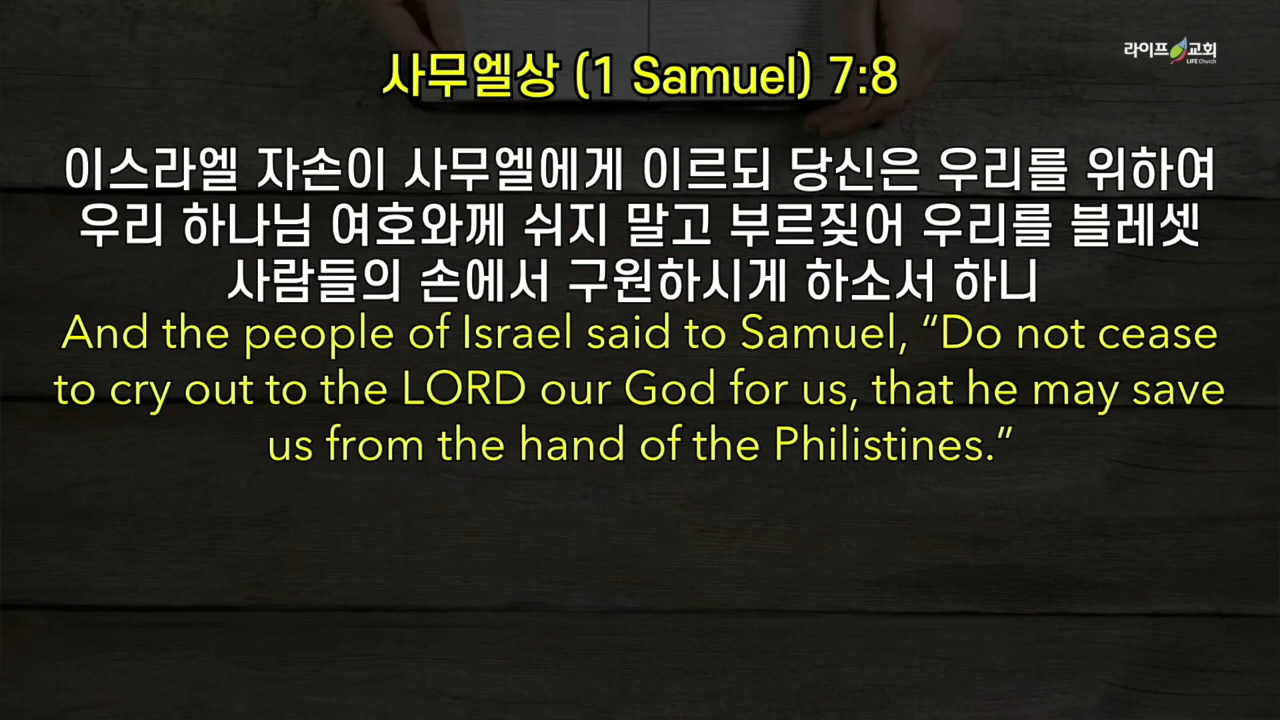 라이프 교회
LIFE Church
사무엘상 (1 Samuel) 7:8
이스라엘 자손이 사무엘에게 이르되 당신은 우리를 위하여
우리 하나님 여호와께 쉬지 말고 부르짖어 우리를 블레셋
사람들의 손에서 구원하시게 하소서 하니
And the people of Israel said to Samuel, “Do not cease
to cry out to the LORD our God for us, that he may save
us from the hand of the Philistines.”